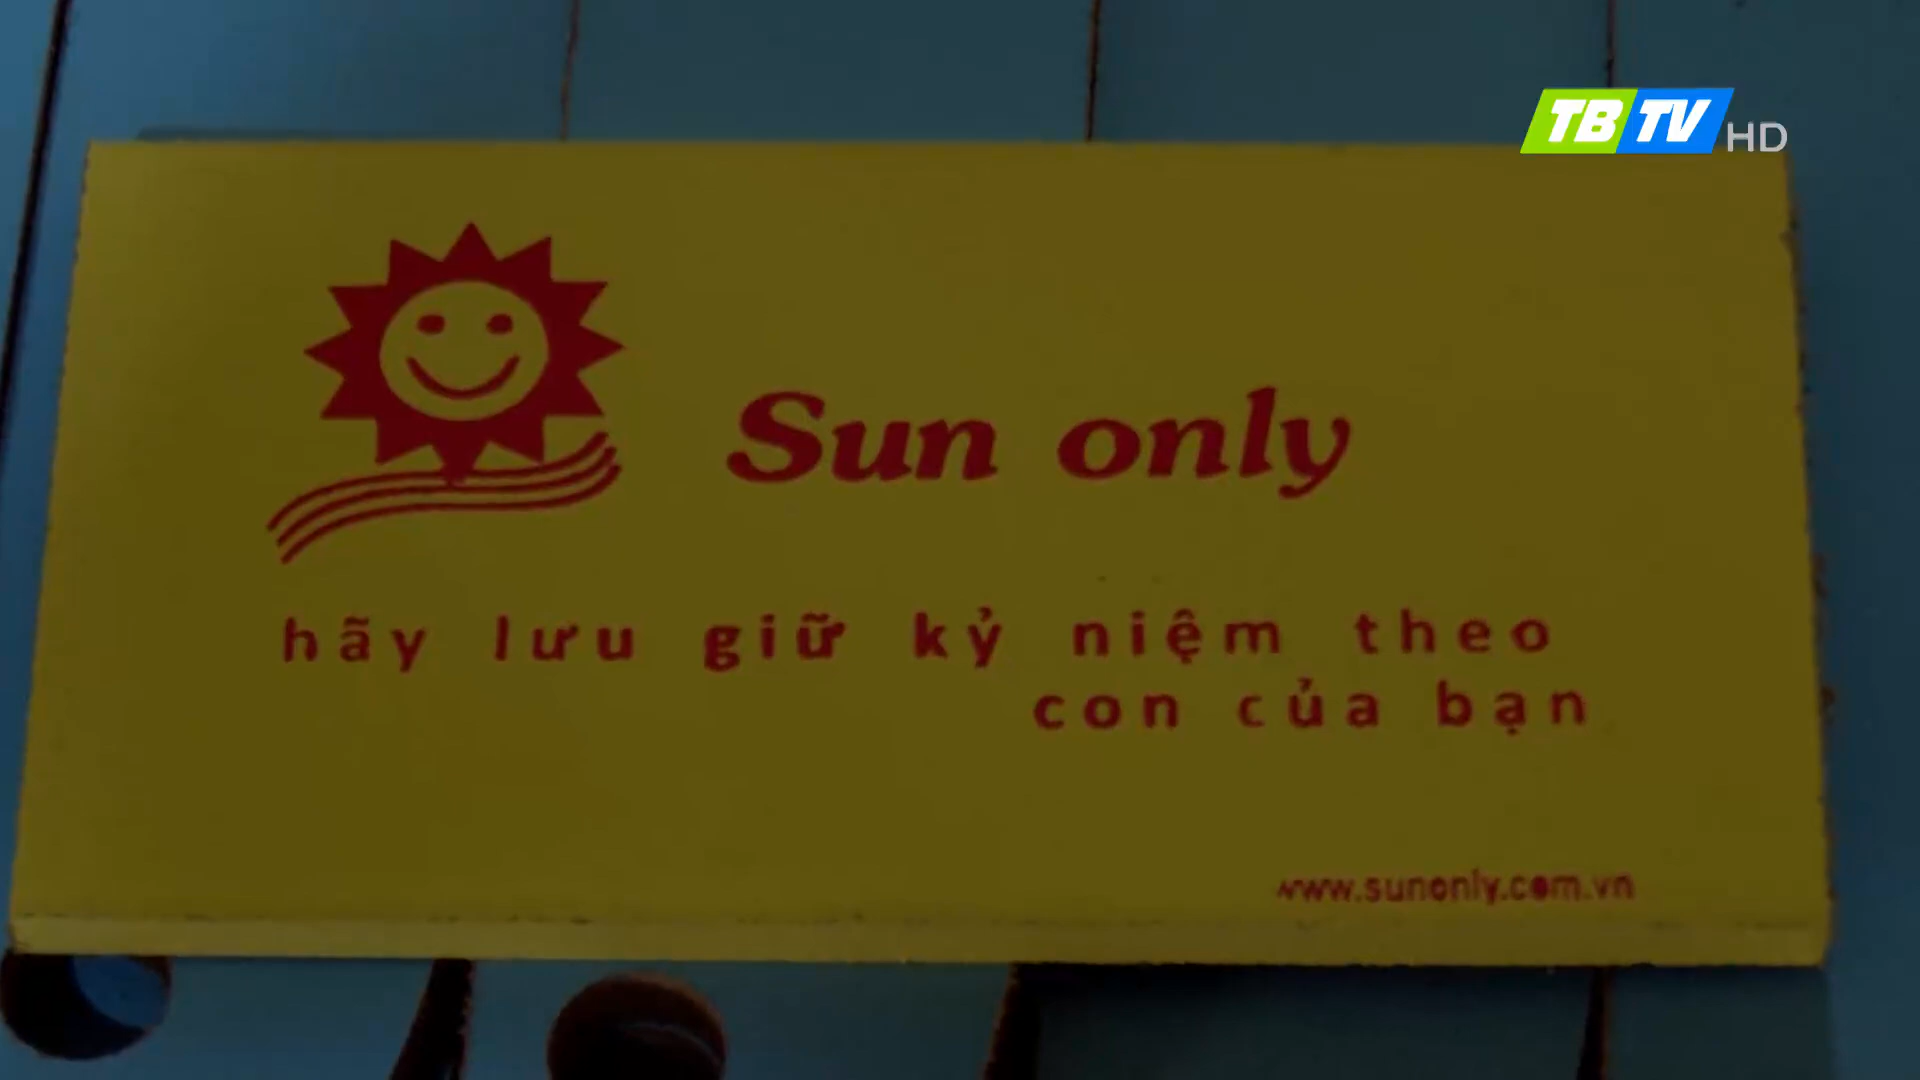 TBTV HD
Sun only
hãy lưu giữ kỷ niệm theo
con của bạn
www.sunonly.com.vn